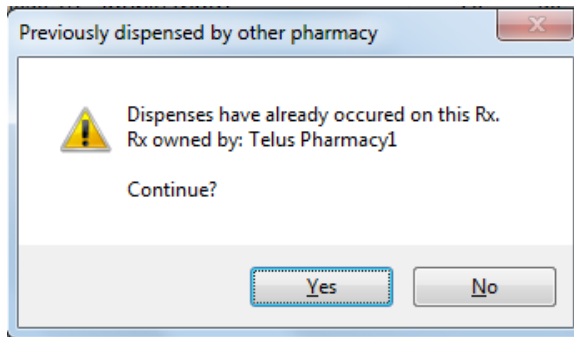 Previously dispensed by other pharmacy
Dispenses have already occured on this Rx.
Rx owned by: Telus Pharmacy1
Continue?
Yes
No